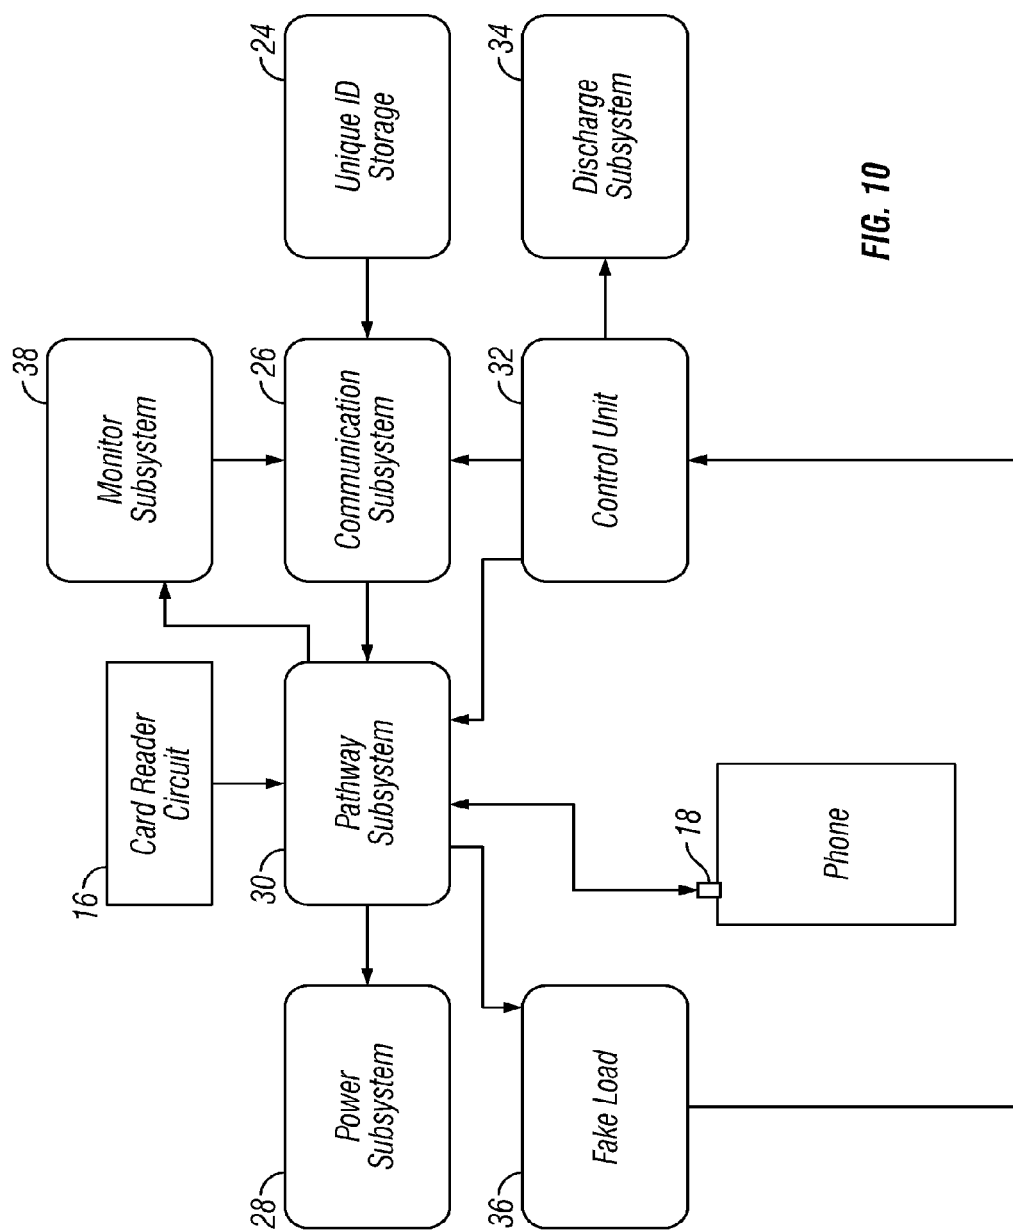 38
Monitor
Subsystem
16
Card Reader
Circuit
28
Power
Subsystem
30
Pathway
Subsystem
26
Communication
Subsystem
24
Unique ID
Storage
36
Fake Load
32
Control Unit
34
Discharge
Subsystem
18
Phone
FIG. 10